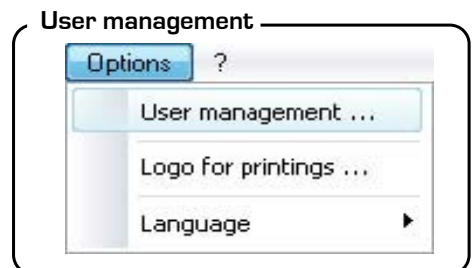 User management
Options ?
User management ...
Logo for printings ...
Language